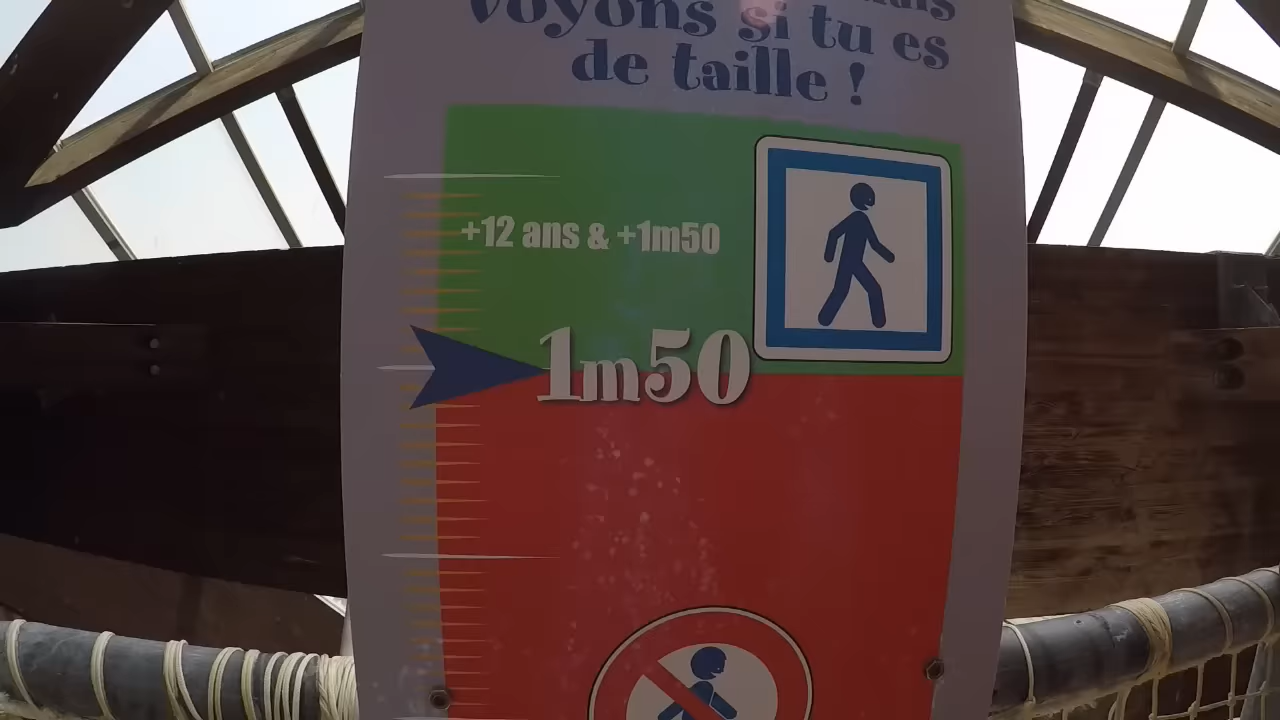 voyons si tu es
de taille !
+12 ans & +1m50
1m50